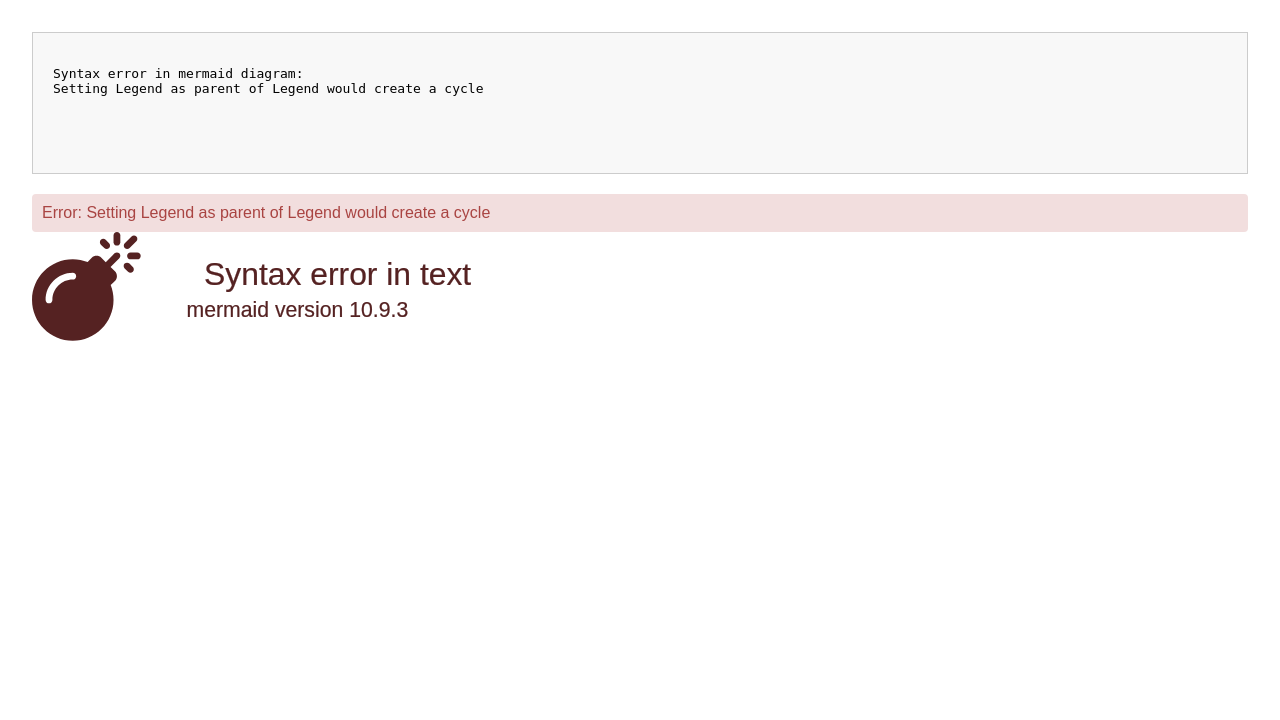 Syntax error in mermaid diagram:
Setting Legend as parent of Legend would create a cycle
Error: Setting Legend as parent of Legend would create a cycle
Syntax error in text
mermaid version 10.9.3